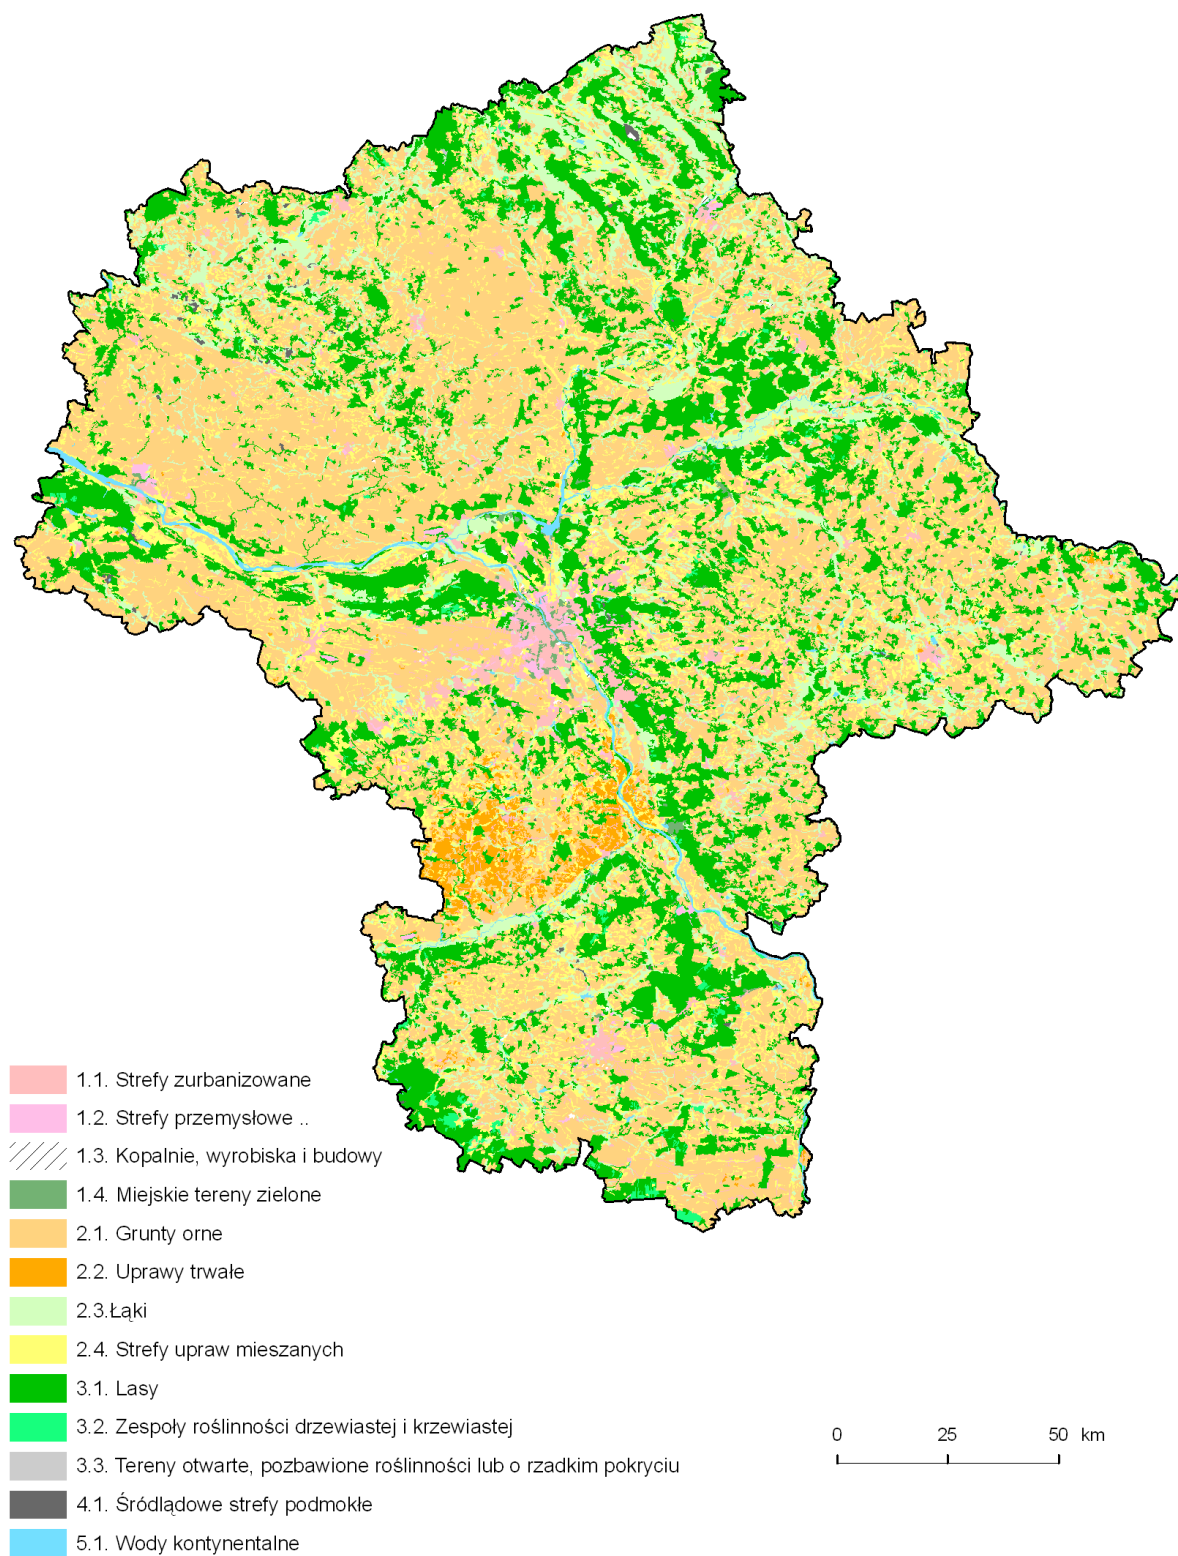 1.1. Strefy zurbanizowane
1.2. Strefy przemysłowe ..
1.3. Kopalnie, wyrobiska i budowy
1.4. Miejskie tereny zielone
2.1. Grunty orne
2.2. Uprawy trwałe
2.3.Łąki
2.4. Strefy upraw mieszanych
3.1. Lasy
3.2. Zespoły roślinności drzewiastej i krzewiastej
3.3. Tereny otwarte, pozbawione roślinności lub o rzadkim pokryciu
4.1. Śródlądowe strefy podmokłe
5.1. Wody kontynentalne
0 25 50 km